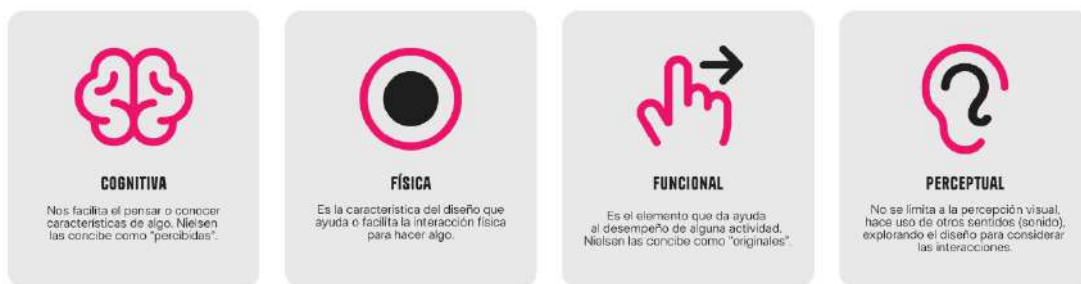 COGNITIVA
Nos facilita el pensar o conocer
características de algo. Nielsen
las concibe como "percibidas".
FÍSICA
Es la característica del diseño que
ayuda o facilita la interacción física
para hacer algo.
FUNCIONAL
Es el elemento que da ayuda
al desempeño de alguna actividad.
Nielsen las concibe como "originales".
PERCEPTUAL
No se limita a la percepción visual,
hace uso de otros sentidos (sonido),
explorando el diseño para considerar
las interacciones.